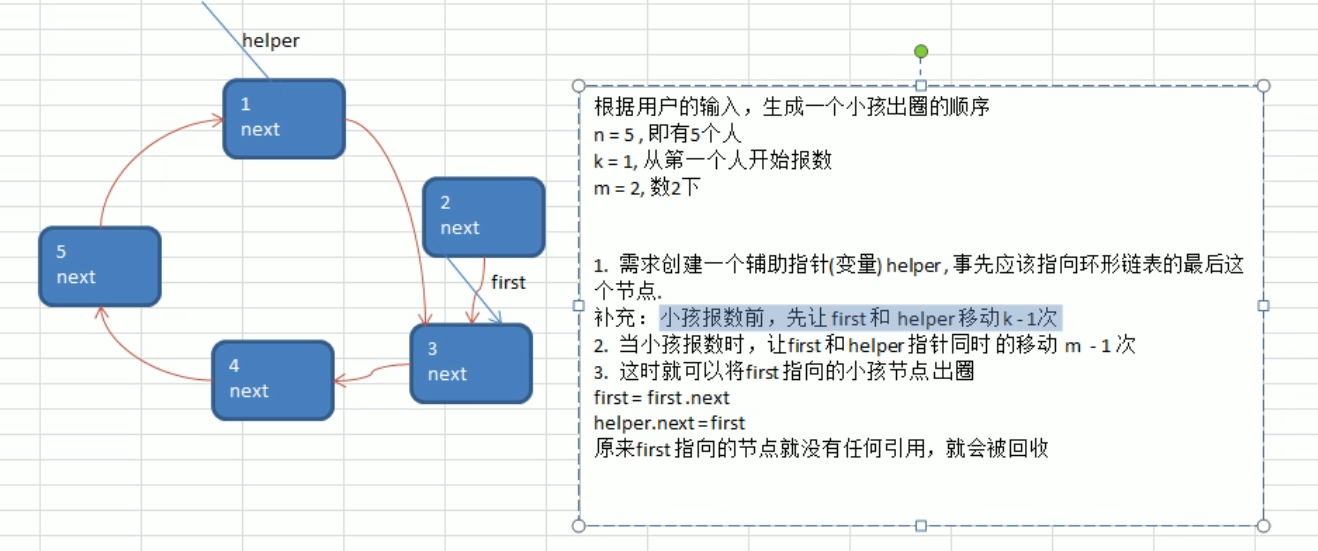 helper
1
next
2
next
first
5
next
3
next
4
next
根据用户的输入，生成一个小孩出圈的顺序
n = 5 , 即有5个人
k = 1, 从第一个人开始报数
m = 2, 数2下
1. 需求创建一个辅助指针(变量) helper , 事先应该指向环形链表的最后这
个节点.
补充： 小孩报数前，先让 first 和 helper 移动 k - 1次
2. 当小孩报数时，让first 和 helper 指针同时 的移动 m - 1 次
3. 这时就可以将first 指向的小孩节点 出圈
first = first .next
helper.next = first
原来first 指向的节点就没有任何引用，就会被回收